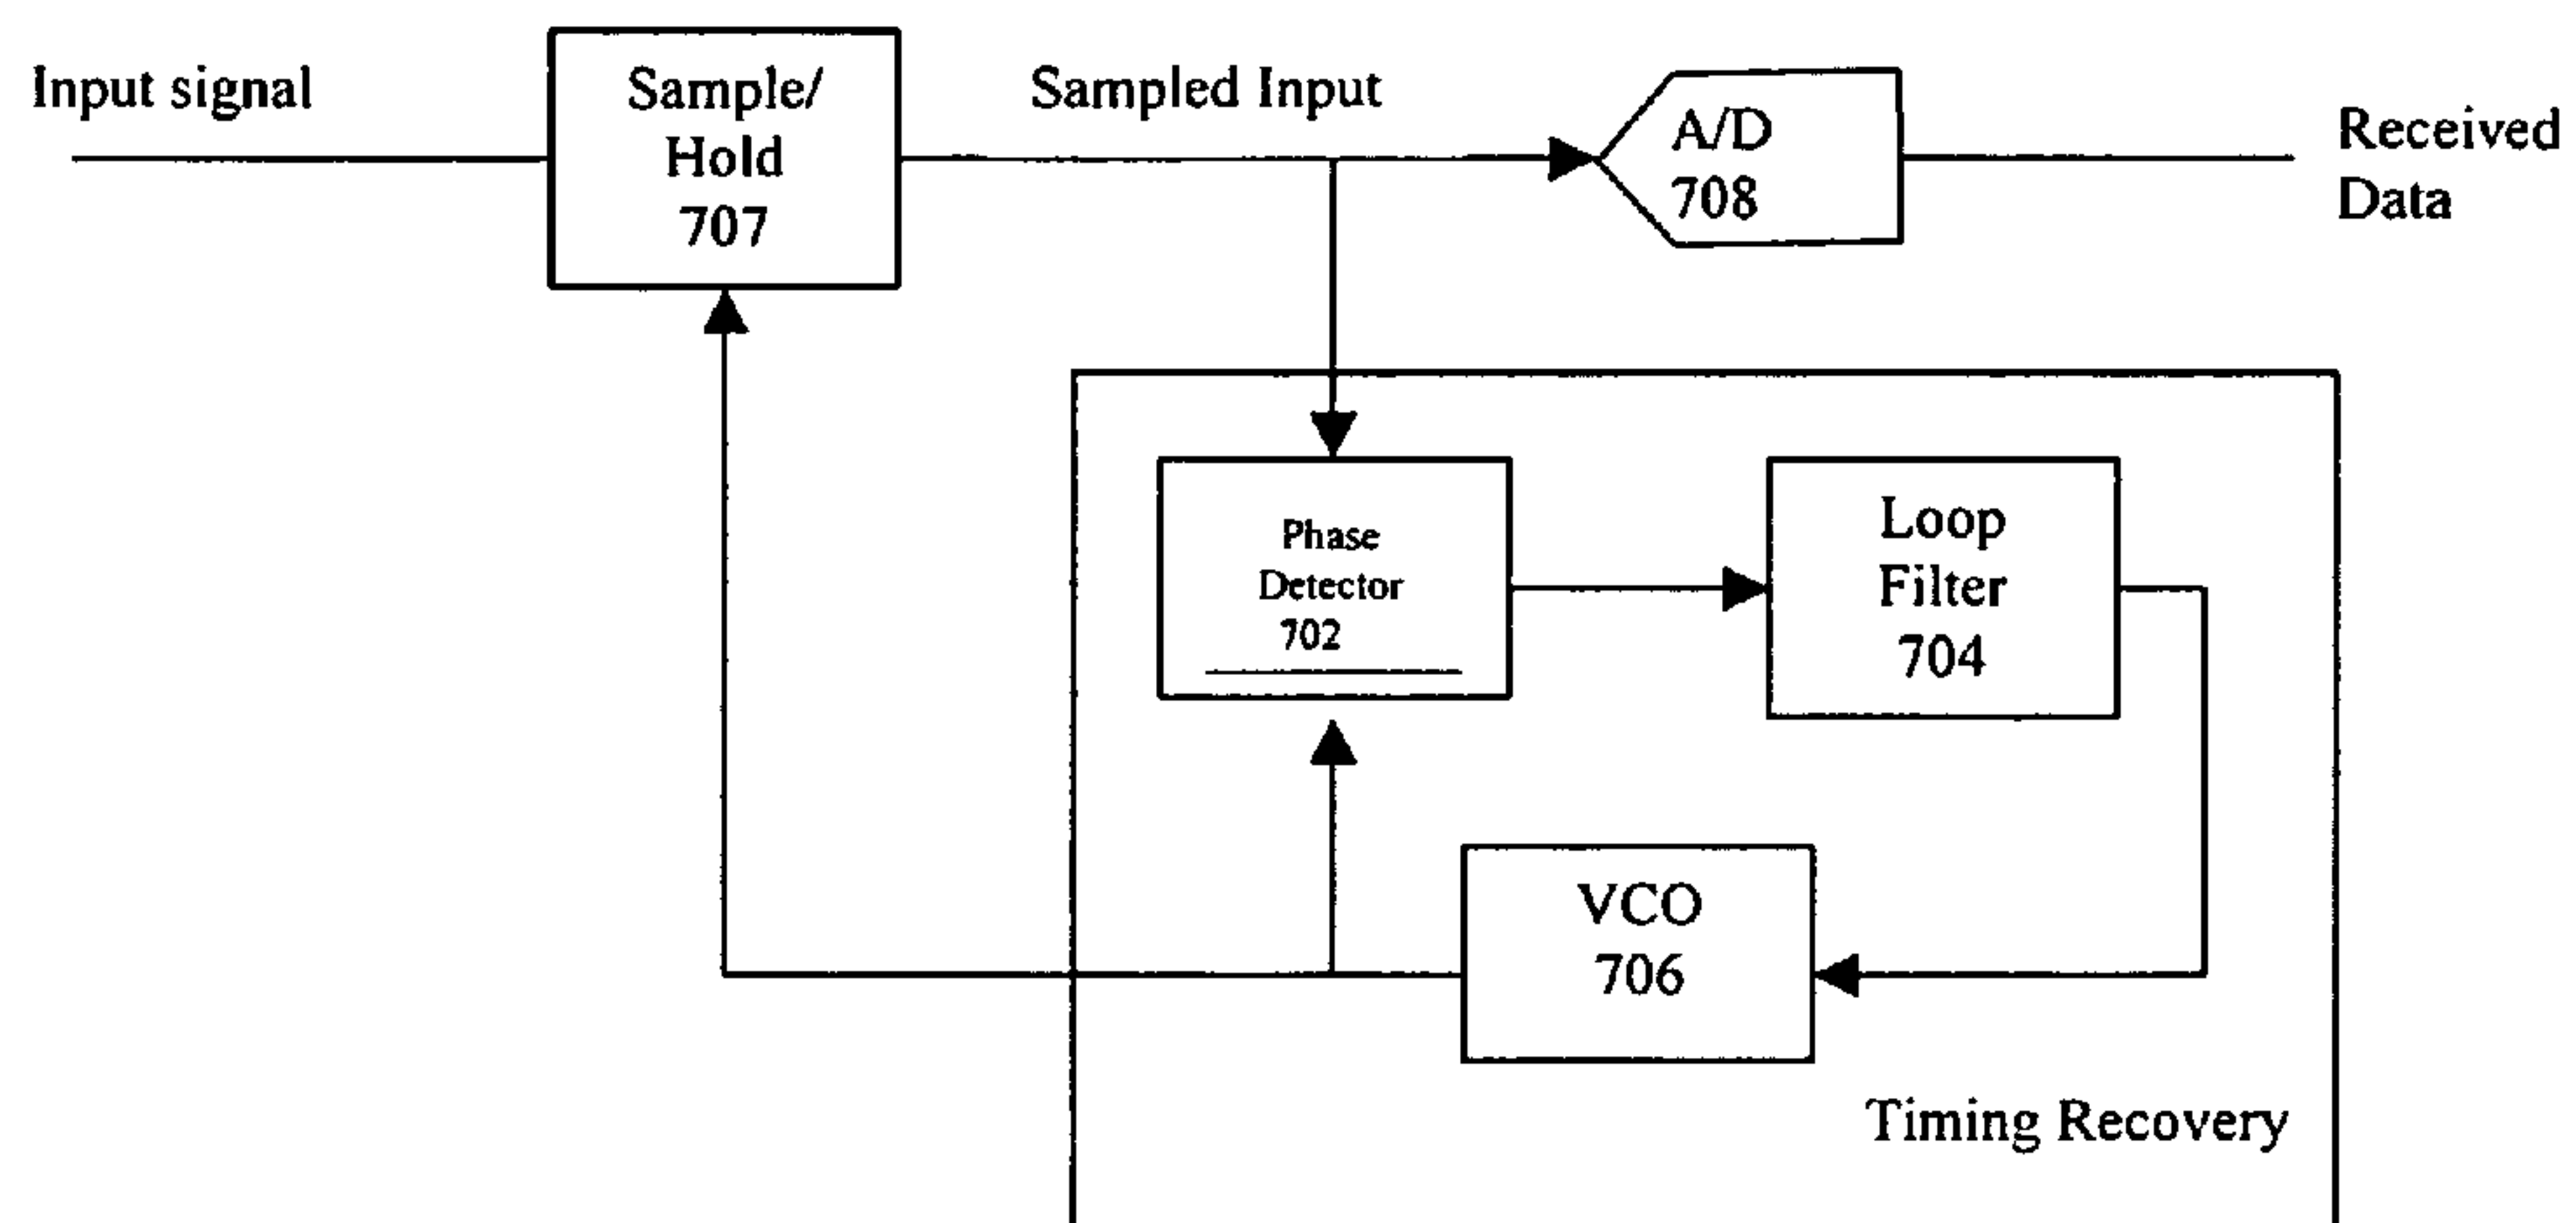 Input signal
Sample/
Hold
707
Sampled Input
A/D
708
Received
Data
Phase
Detector
702
Loop
Filter
704
VCO
706
Timing Recovery